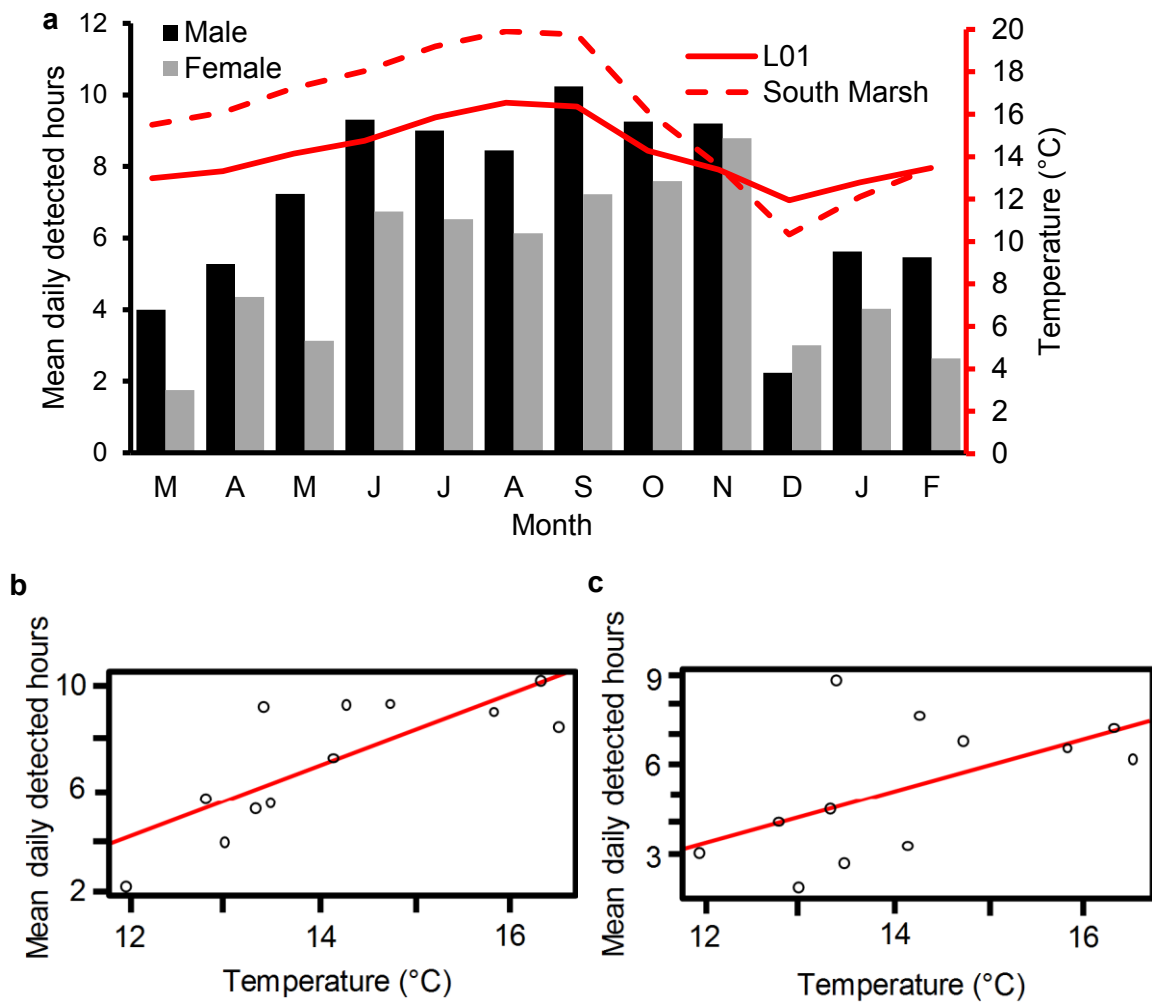 a
Mean daily detected hours
12
10
8
6
4
2
0
Male
Female
L01
South Marsh
20
18
16
14
12
10
8
6
4
2
0
Temperature (°C)
M A M J J A S O N D J F
Month
b
Mean daily detected hours
10
6
2
12 14 16
Temperature (°C)
c
Mean daily detected hours
9
6
3
12 14 16
Temperature (°C)